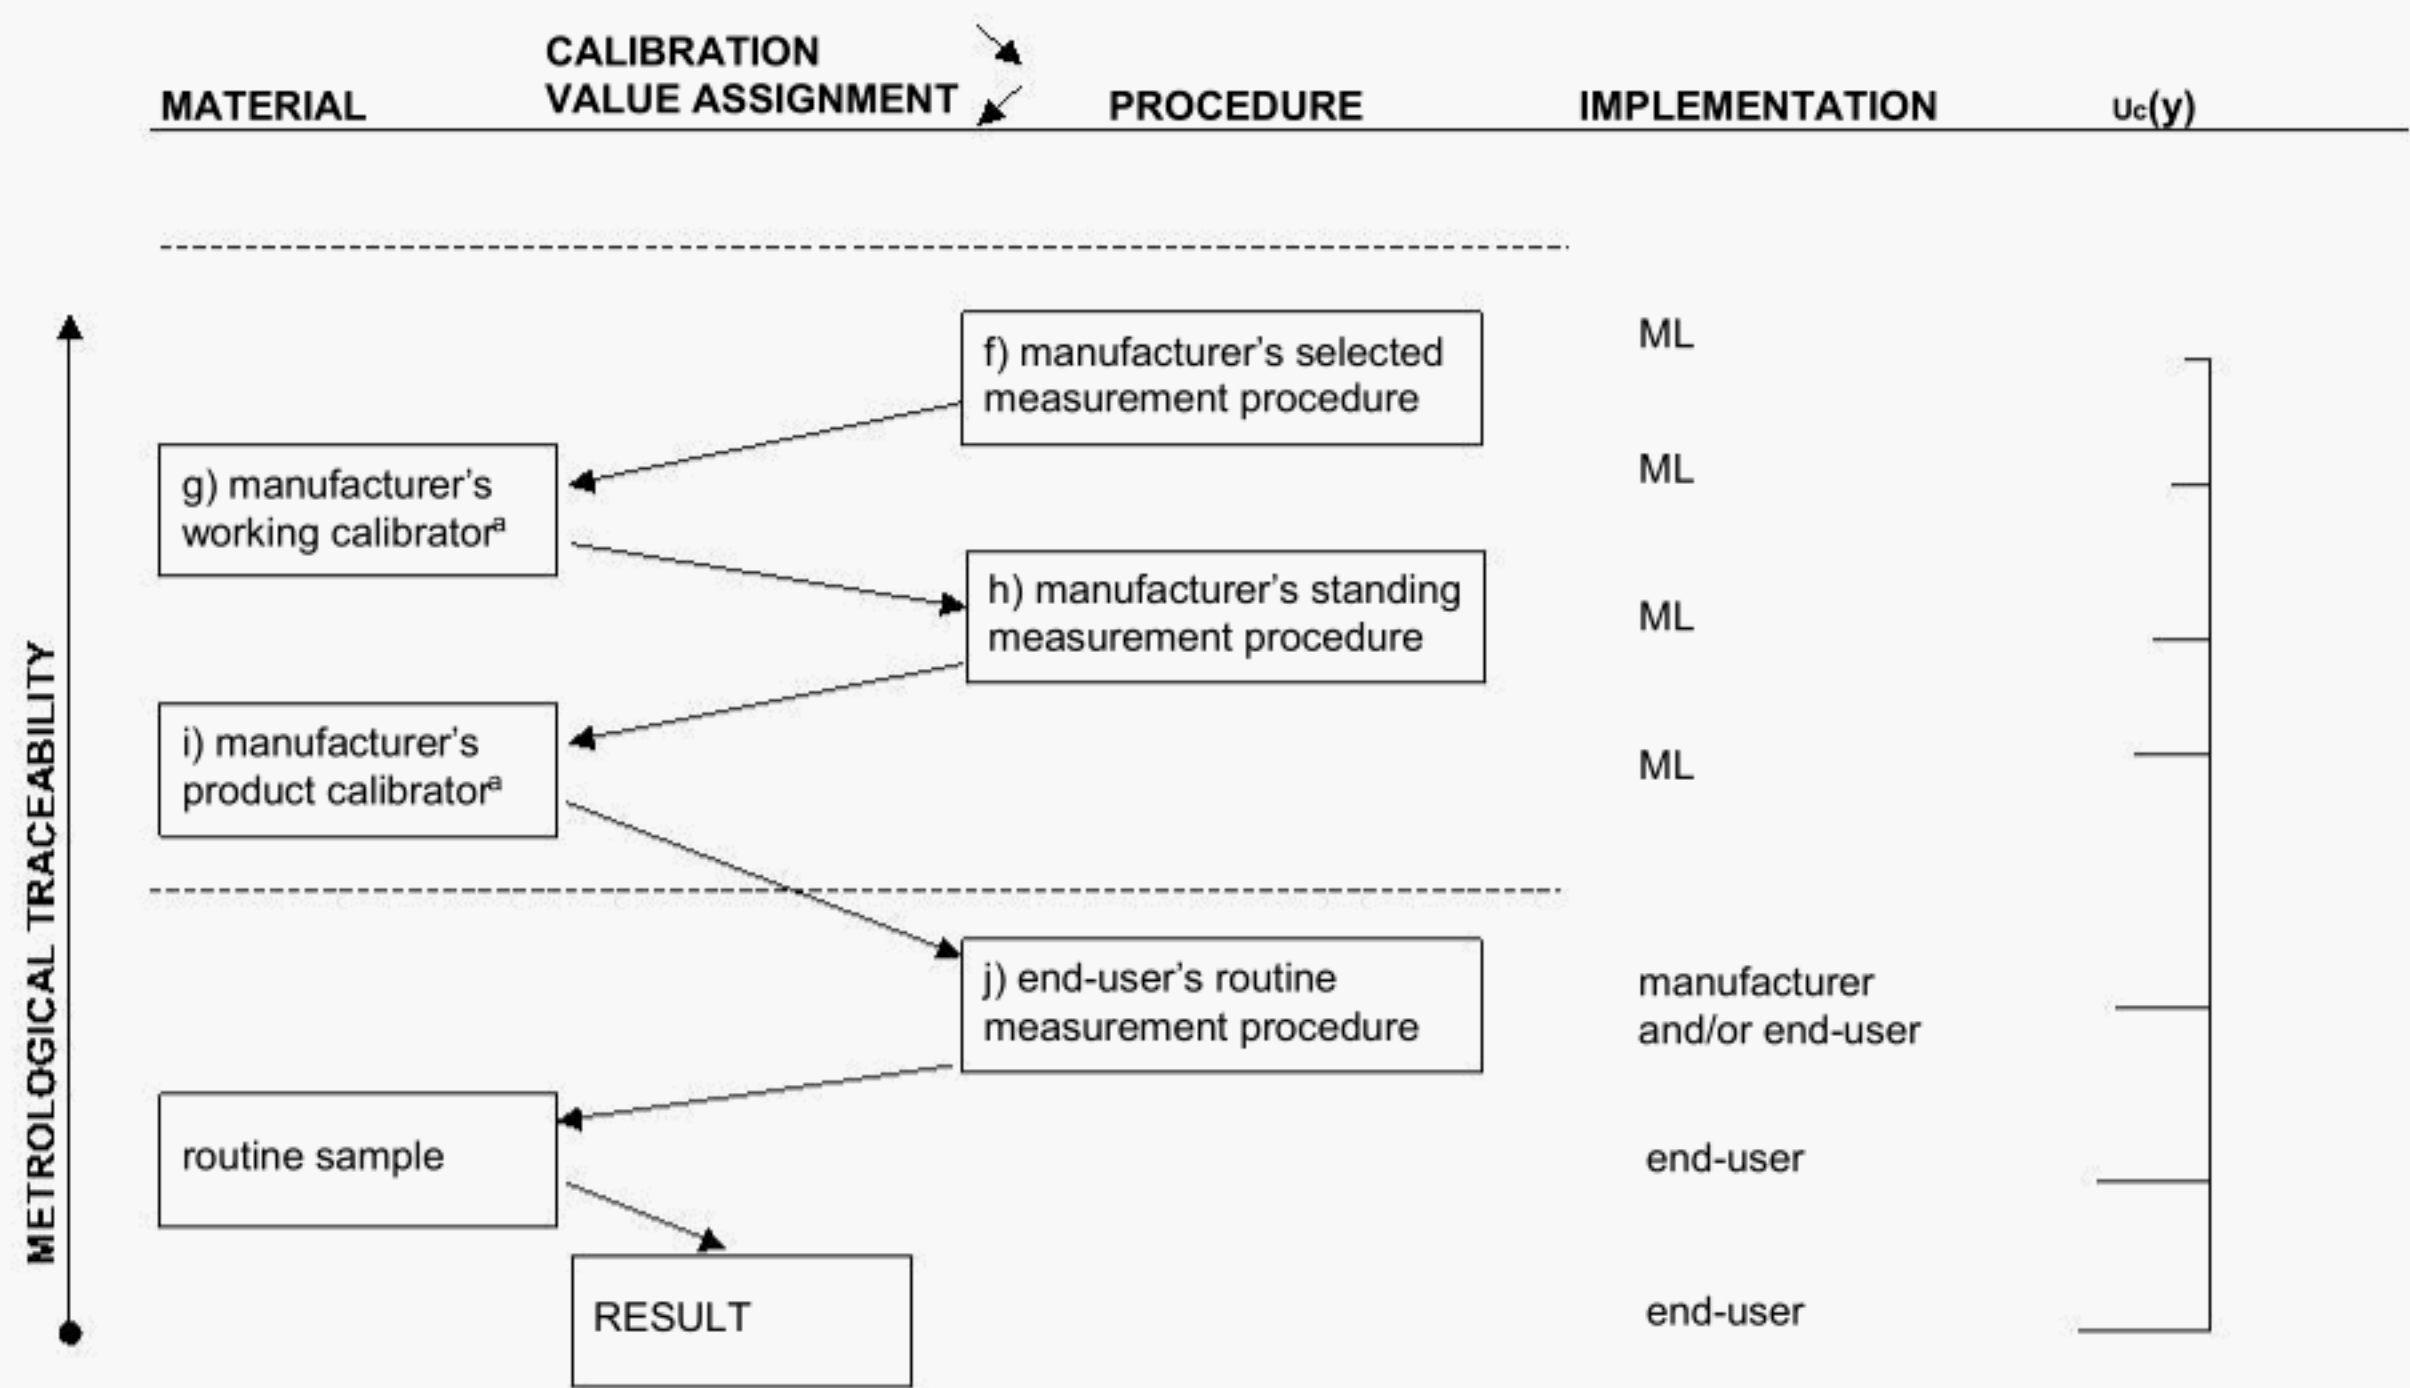 CALIBRATION
VALUE ASSIGNMENT
MATERIAL
PROCEDURE
IMPLEMENTATION
Uc(y)
f) manufacturer's selected
measurement procedure
ML
g) manufacturer's
working calibratorª
ML
h) manufacturer's standing
measurement procedure
ML
i) manufacturer's
product calibratorª
ML
j) end-user's routine
measurement procedure
manufacturer
and/or end-user
routine sample
end-user
RESULT
end-user
METROLOGICAL TRACEABILITY